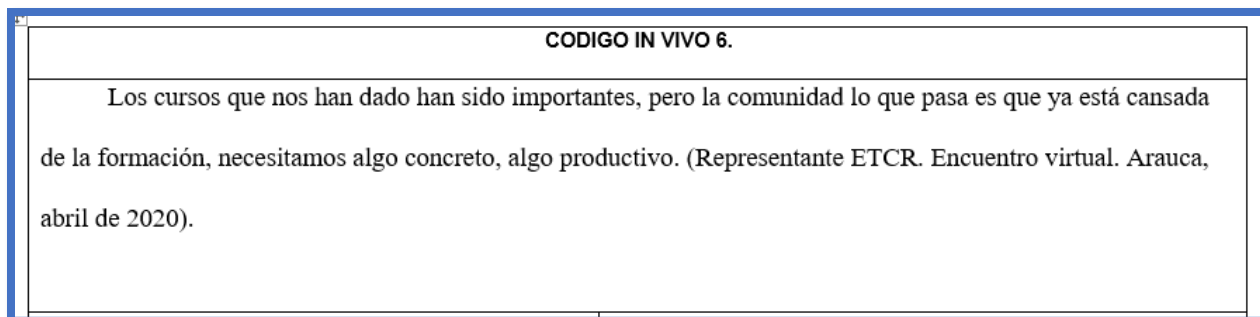 CODIGO IN VIVO 6.
Los cursos que nos han dado han sido importantes, pero la comunidad lo que pasa es que ya está cansada
de la formación, necesitamos algo concreto, algo productivo. (Representante ETCR. Encuentro virtual. Arauca,
abril de 2020).